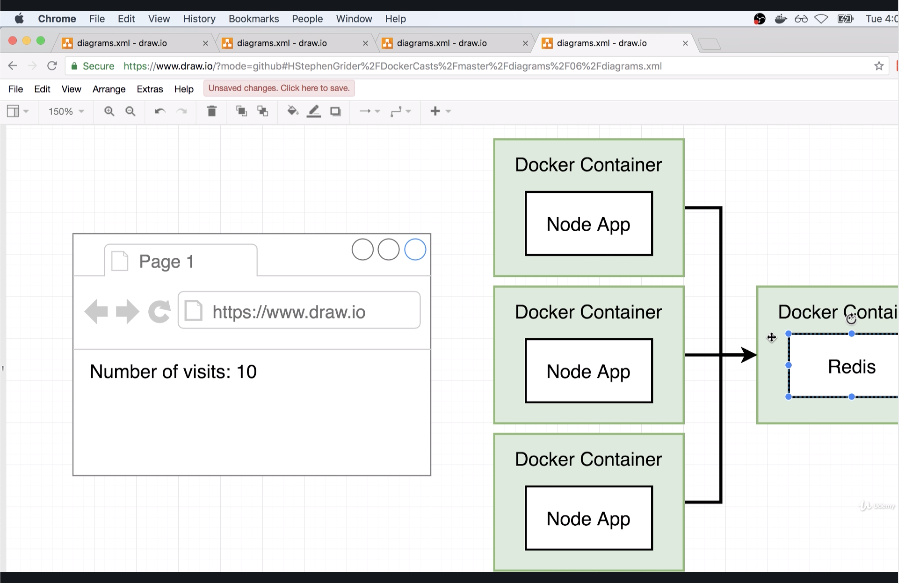 Chrome File Edit View History Bookmarks People Window Help Tue 4:0
diagrams.xml - draw.io diagrams.xml - draw.io diagrams.xml - draw.io diagrams.xml - draw.io
Secure https://www.draw.io/?mode=github#HStephenGrider%2FDockerCasts%2Fmaster%2Fdiagrams%2F06%2Fdiagrams.xml
File Edit View Arrange Extras Help Unsaved changes. Click here to save.
150%
Docker Container
Node App
Page 1
https://www.draw.io
Number of visits: 10
Docker Container
Node App
Docker Contai
Redis
Docker Container
Node App
Udemy